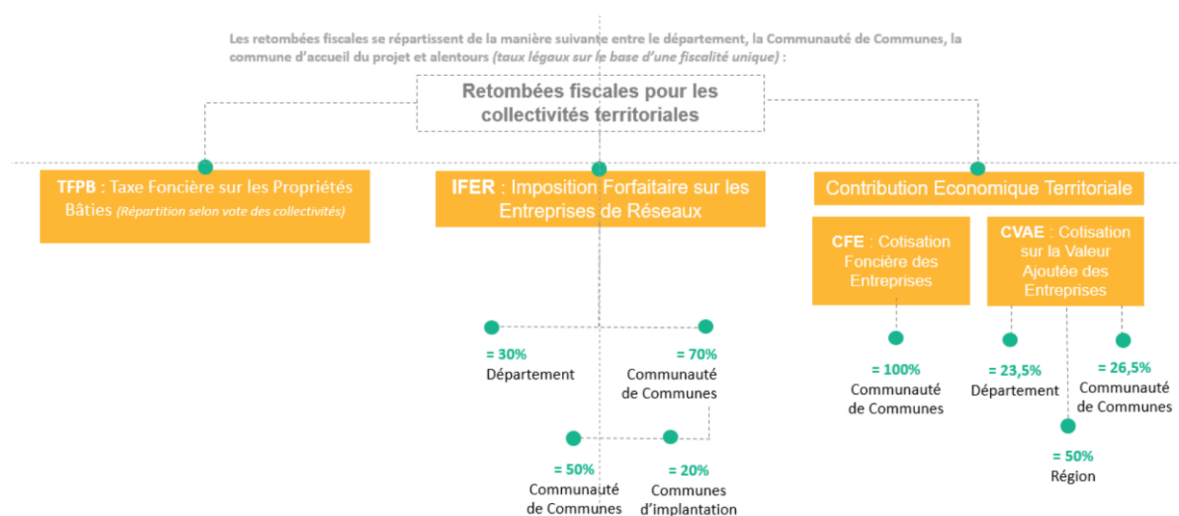 Les retombées fiscales se répartissent de la manière suivante entre le département, la Communauté de Communes, la
commune d'accueil du projet et alentours (taux légaux sur le base d'une fiscalité unique) :
Retombées fiscales pour les
collectivités territoriales
TFPB : Taxe Foncière sur les Propriétés
Bâties (Répartition selon vote des collectivités)
IFER : Imposition Forfaitaire sur les
Entreprises de Réseaux
= 30%
Département
= 70%
Communauté
de Communes
= 50%
Communauté
de Communes
= 20%
Communes
d'implantation
Contribution Economique Territoriale
CFE : Cotisation
Foncière des
Entreprises
= 100%
Communauté
de Communes
CVAE : Cotisation
sur la Valeur
Ajoutée des
Entreprises
= 23,5%
Département
= 26,5%
Communauté
de Communes
= 50%
Région